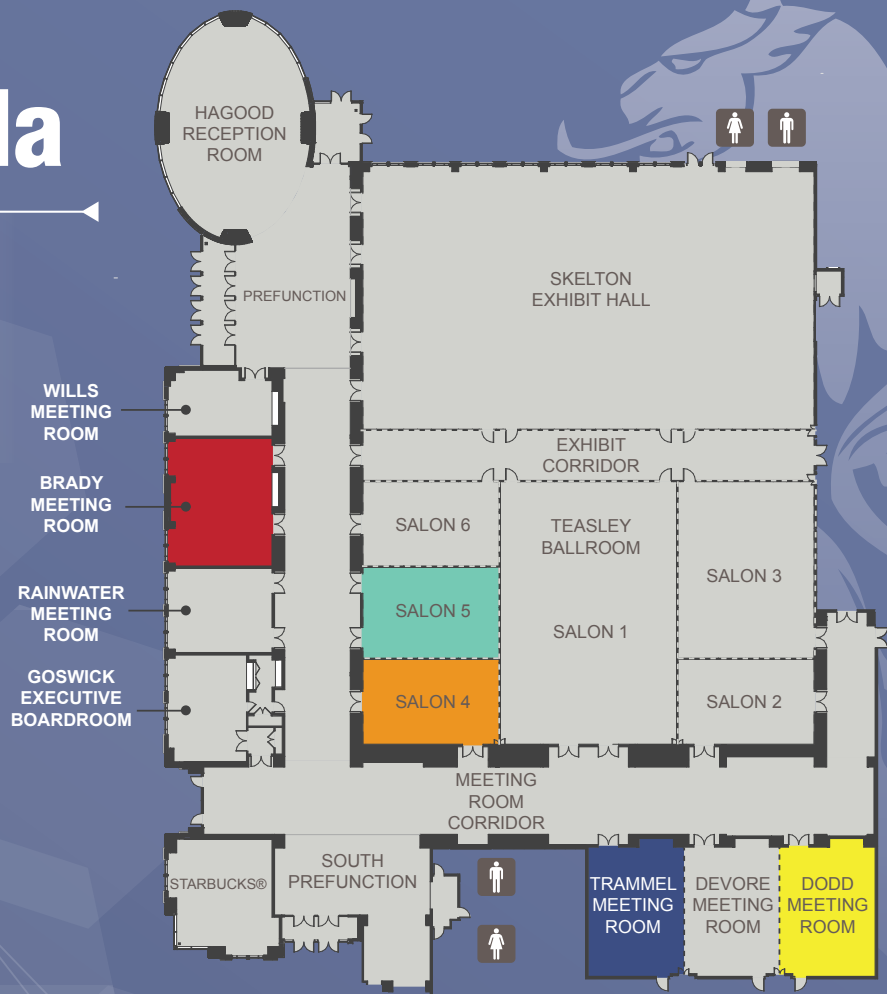 da
HAGOOD
RECEPTION
ROOM
PREFUNCTION
SKELTON
EXHIBIT HALL
WILLS
MEETING
ROOM
BRADY
MEETING
ROOM
RAINWATER
MEETING
ROOM
GOSWICK
EXECUTIVE
BOARDROOM
EXHIBIT
CORRIDOR
SALON 6
TEASLEY
BALLROOM
SALON 3
SALON 5
SALON 1
SALON 4
SALON 2
MEETING
ROOM
CORRIDOR
STARBUCKS®
SOUTH
PREFUNCTION
TRAMMEL
MEETING
ROOM
DEVORE
MEETING
ROOM
DODD
MEETING
ROOM